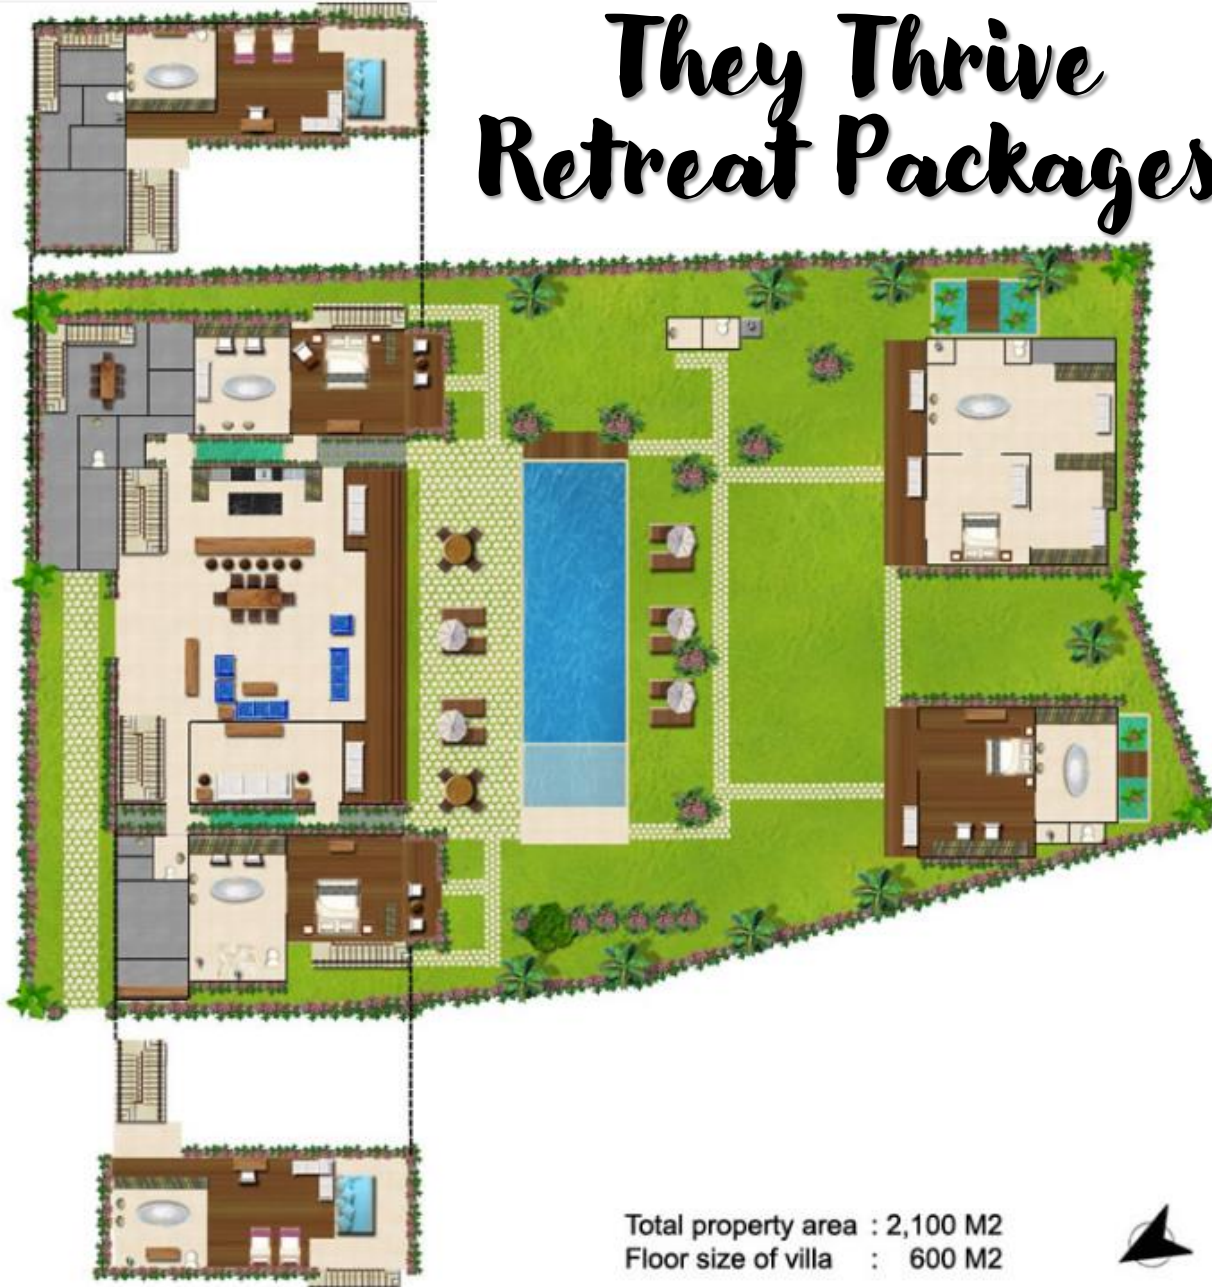 They Thrive
Retreat Packages
Total property area : 2,100 M2
Floor size of villa : 600 M2